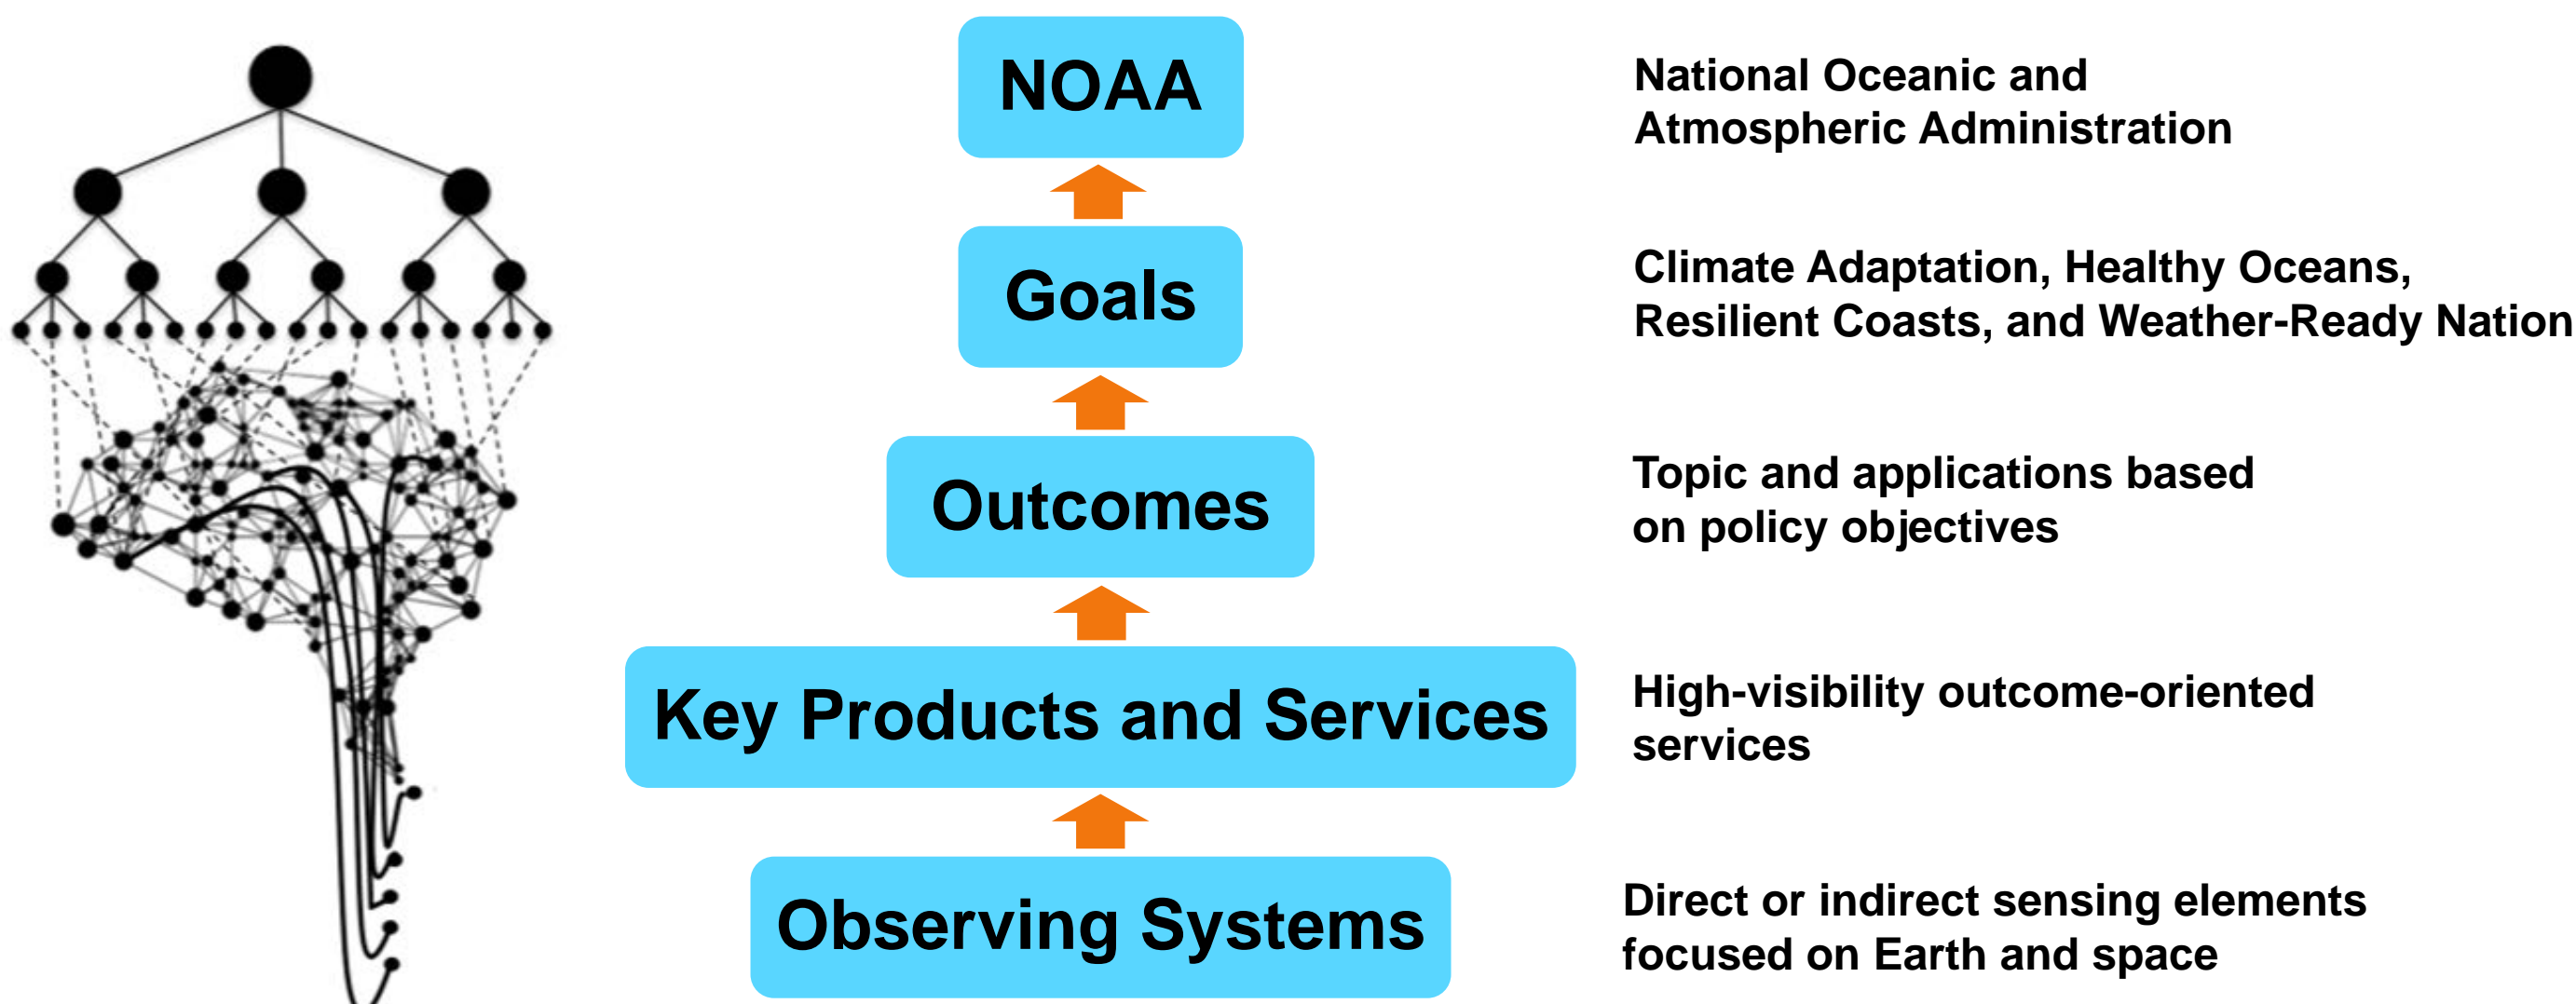 NOAA
National Oceanic and
Atmospheric Administration
Goals
Climate Adaptation, Healthy Oceans,
Resilient Coasts, and Weather-Ready Nation
Outcomes
Topic and applications based
on policy objectives
Key Products and Services
High-visibility outcome-oriented
services
Observing Systems
Direct or indirect sensing elements
focused on Earth and space